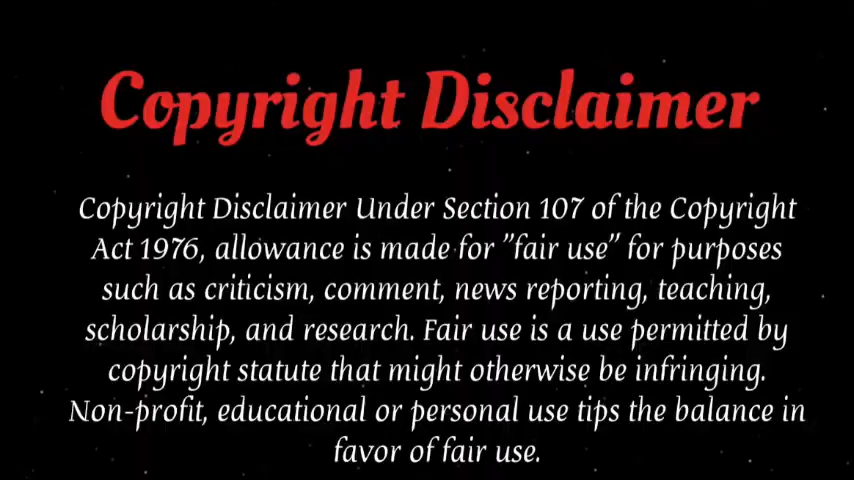 Copyright Disclaimer
Copyright Disclaimer Under Section 107 of the Copyright
Act 1976, allowance is made for "fair use" for purposes
such as criticism, comment, news reporting, teaching,
scholarship, and research. Fair use is a use permitted by
copyright statute that might otherwise be infringing.
Non-profit, educational or personal use tips the balance in
favor of fair use.